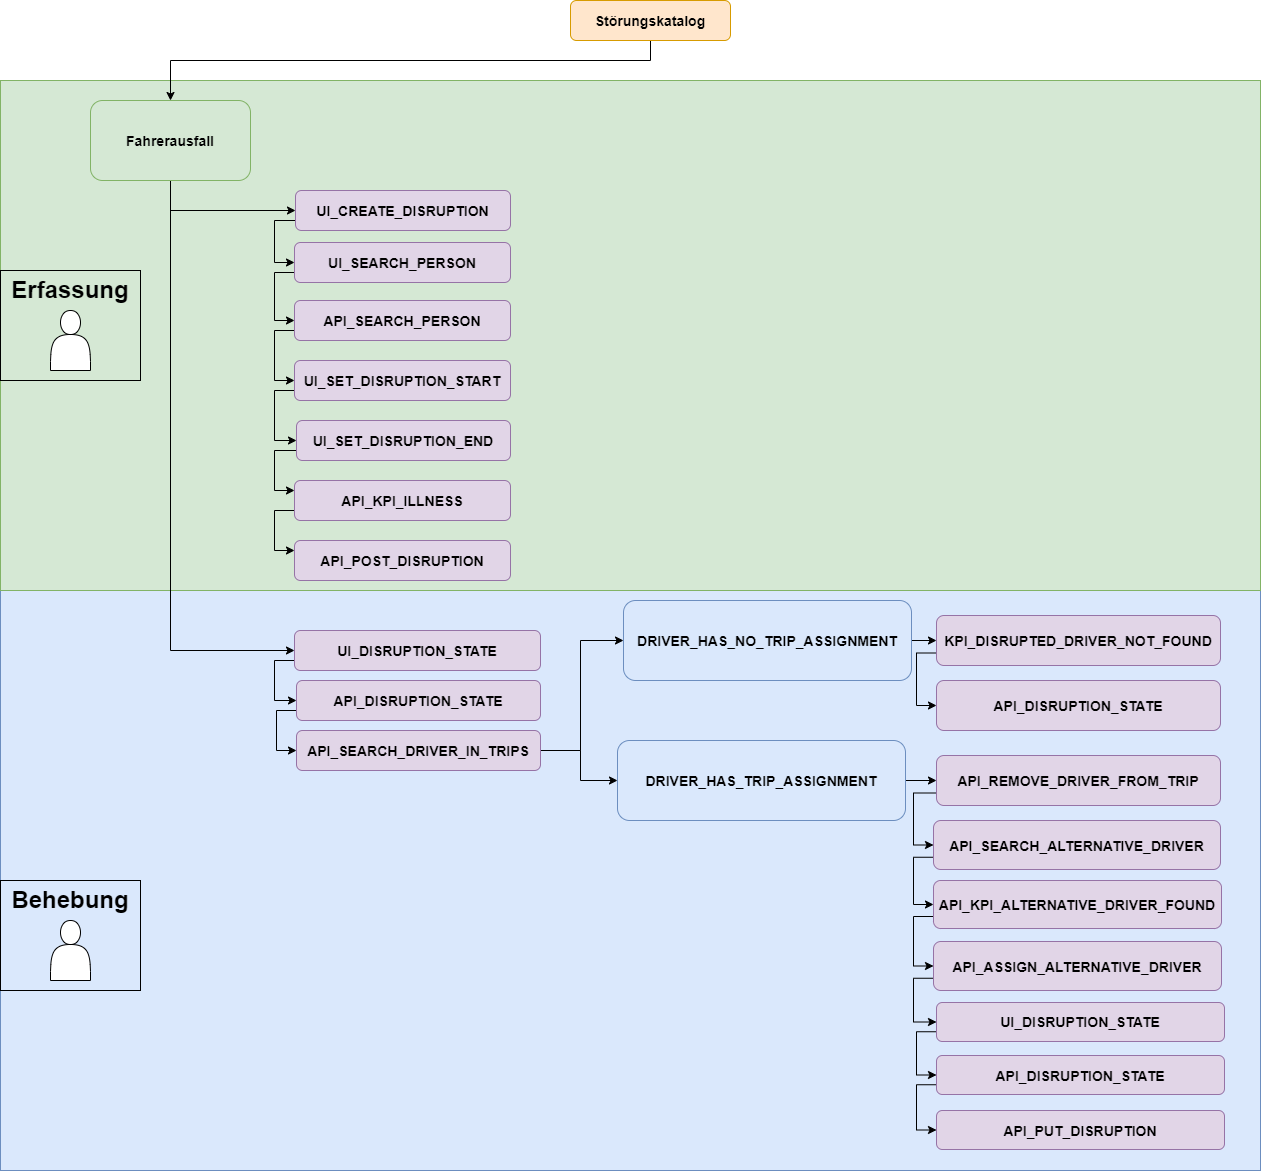 Störungskatalog
Fahrerausfall
UI_CREATE_DISRUPTION
UI_SEARCH_PERSON
Erfassung
API_SEARCH_PERSON
UI_SET_DISRUPTION_START
UI_SET_DISRUPTION_END
API_KPI_ILLNESS
API_POST_DISRUPTION
UI_DISRUPTION_STATE
API_DISRUPTION_STATE
API_SEARCH_DRIVER_IN_TRIPS
DRIVER_HAS_NO_TRIP_ASSIGNMENT
KPI_DISRUPTED_DRIVER_NOT_FOUND
API_DISRUPTION_STATE
DRIVER_HAS_TRIP_ASSIGNMENT
API_REMOVE_DRIVER_FROM_TRIP
API_SEARCH_ALTERNATIVE_DRIVER
Behebung
API_KPI_ALTERNATIVE_DRIVER_FOUND
API_ASSIGN_ALTERNATIVE_DRIVER
UI_DISRUPTION_STATE
API_DISRUPTION_STATE
API_PUT_DISRUPTION